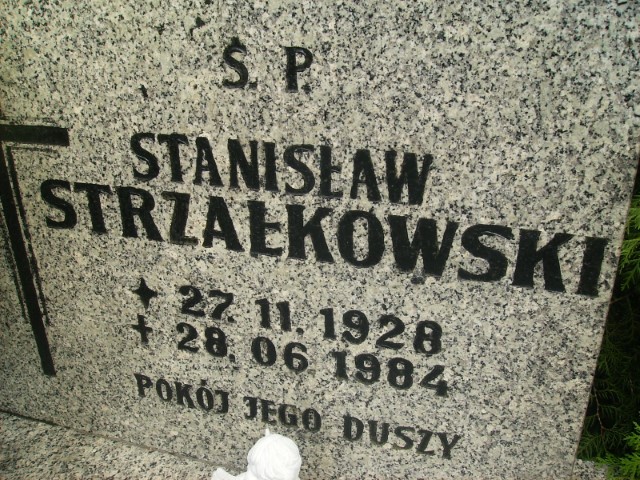 Ś. P.
STANISŁAW
STRZAŁKOWSKI
27. 11. 1928
28. 06. 1984
POKÓJ JEGO DUSZY